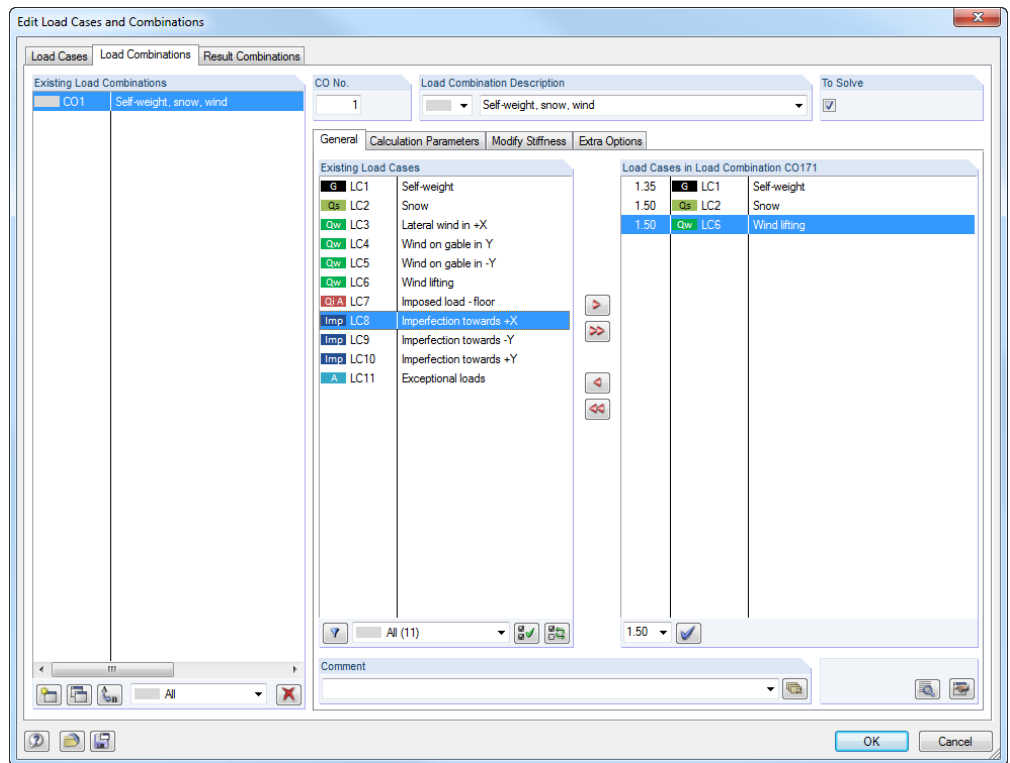 Edit Load Cases and Combinations
Load Cases Load Combinations Result Combinations
Existing Load Combinations
CO1 Self-weight, snow, wind
CO No.
1
Load Combination Description
Self-weight, snow, wind
To Solve
General Calculation Parameters Modify Stiffness Extra Options
Existing Load Cases
G LC1 Self-weight
Qs LC2 Snow
Qw LC3 Lateral wind in +X
Qw LC4 Wind on gable in Y
Qw LC5 Wind on gable in -Y
Qw LC6 Wind lifting
Qi A LC7 Imposed load - floor
Imp LC8 Imperfection towards +X
Imp LC9 Imperfection towards -Y
Imp LC10 Imperfection towards +Y
A LC11 Exceptional loads
All (11)
Load Cases in Load Combination CO171
1.35 G LC1 Self-weight
1.50 Qs LC2 Snow
1.50 Qw LC6 Wind lifting
1.50
Comment
All
OK Cancel